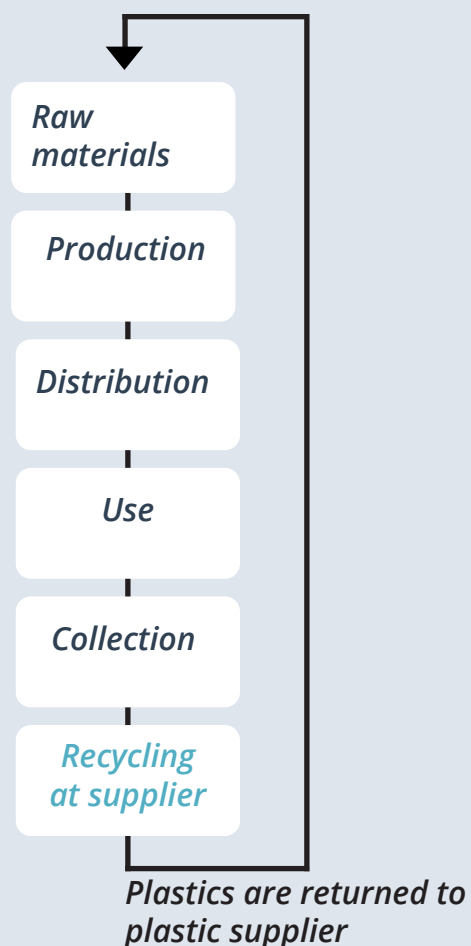 Raw
materials
Production
Distribution
Use
Collection
Recycling
at supplier
Plastics are returned to
plastic supplier